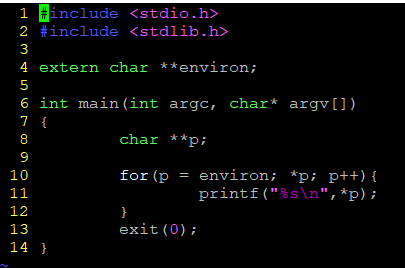 1 #include <stdio.h>
2 #include <stdlib.h>
3
4 extern char **environ;
5
6 int main(int argc, char* argv[])
7 {
8         char **p;
9
10         for(p = environ; *p; p++){
11                 printf("%s\n",*p);
12         }
13         exit(0);
14 }
~